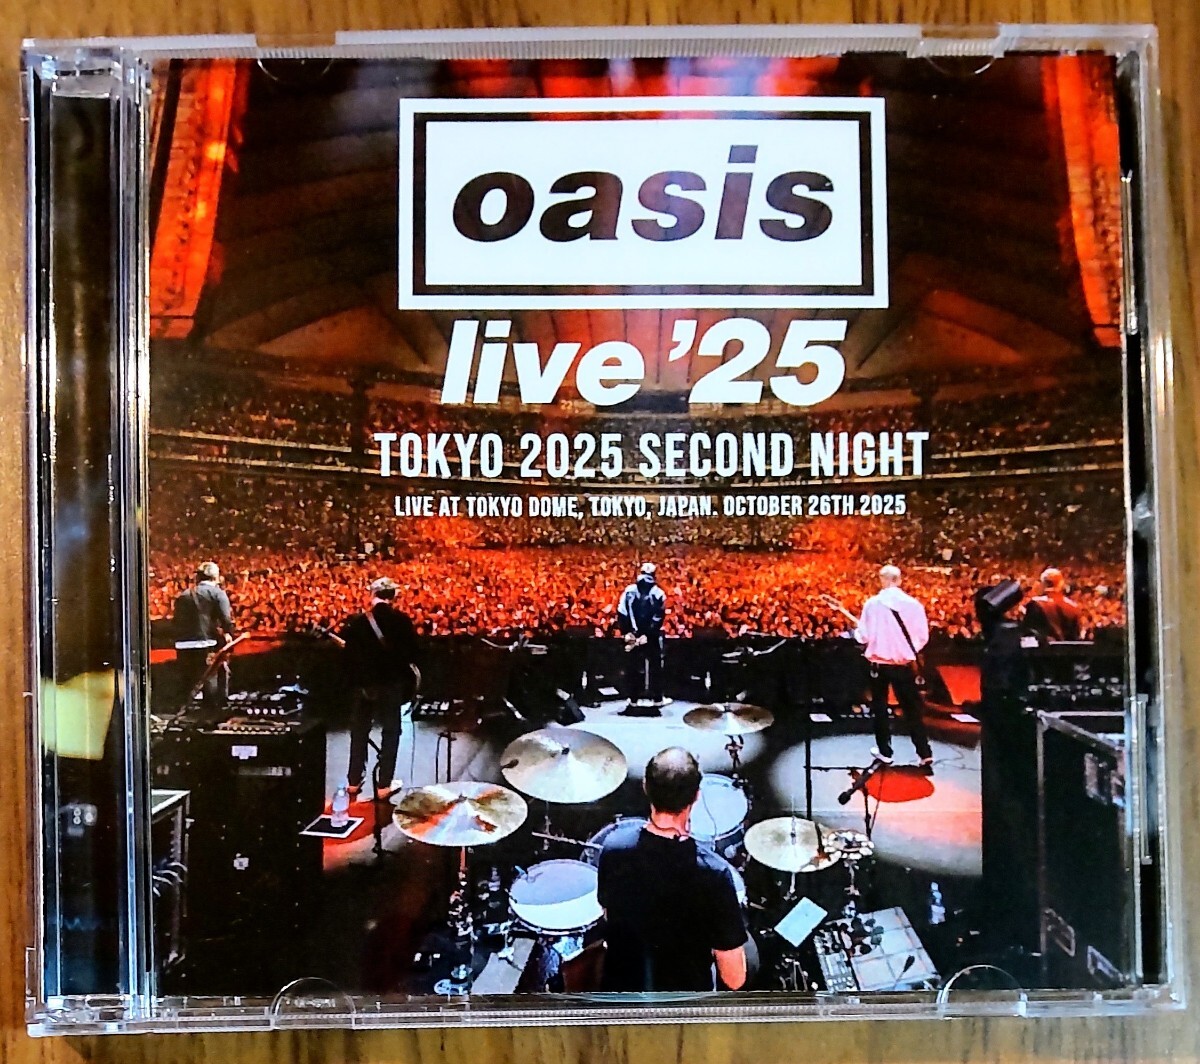 oasis
live '25
TOKYO 2025 SECOND NIGHT
LIVE AT TOKYO DOME, TOKYO, JAPAN. OCTOBER 26TH 2025